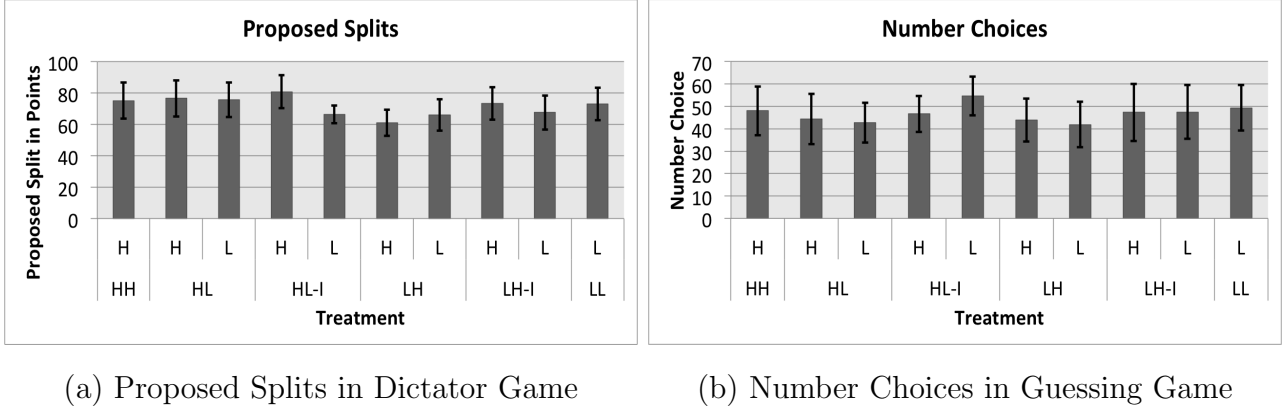 Proposed Splits
Proposed Split in Points
100
80
60
40
20
0
H H L H L H L H L L
HH HL HL-I LH LH-I LL
Treatment
Number Choices
Number Choice
70
60
50
40
30
20
10
0
H H L H L H L H L L
HH HL HL-I LH LH-I LL
Treatment
(a) Proposed Splits in Dictator Game
(b) Number Choices in Guessing Game